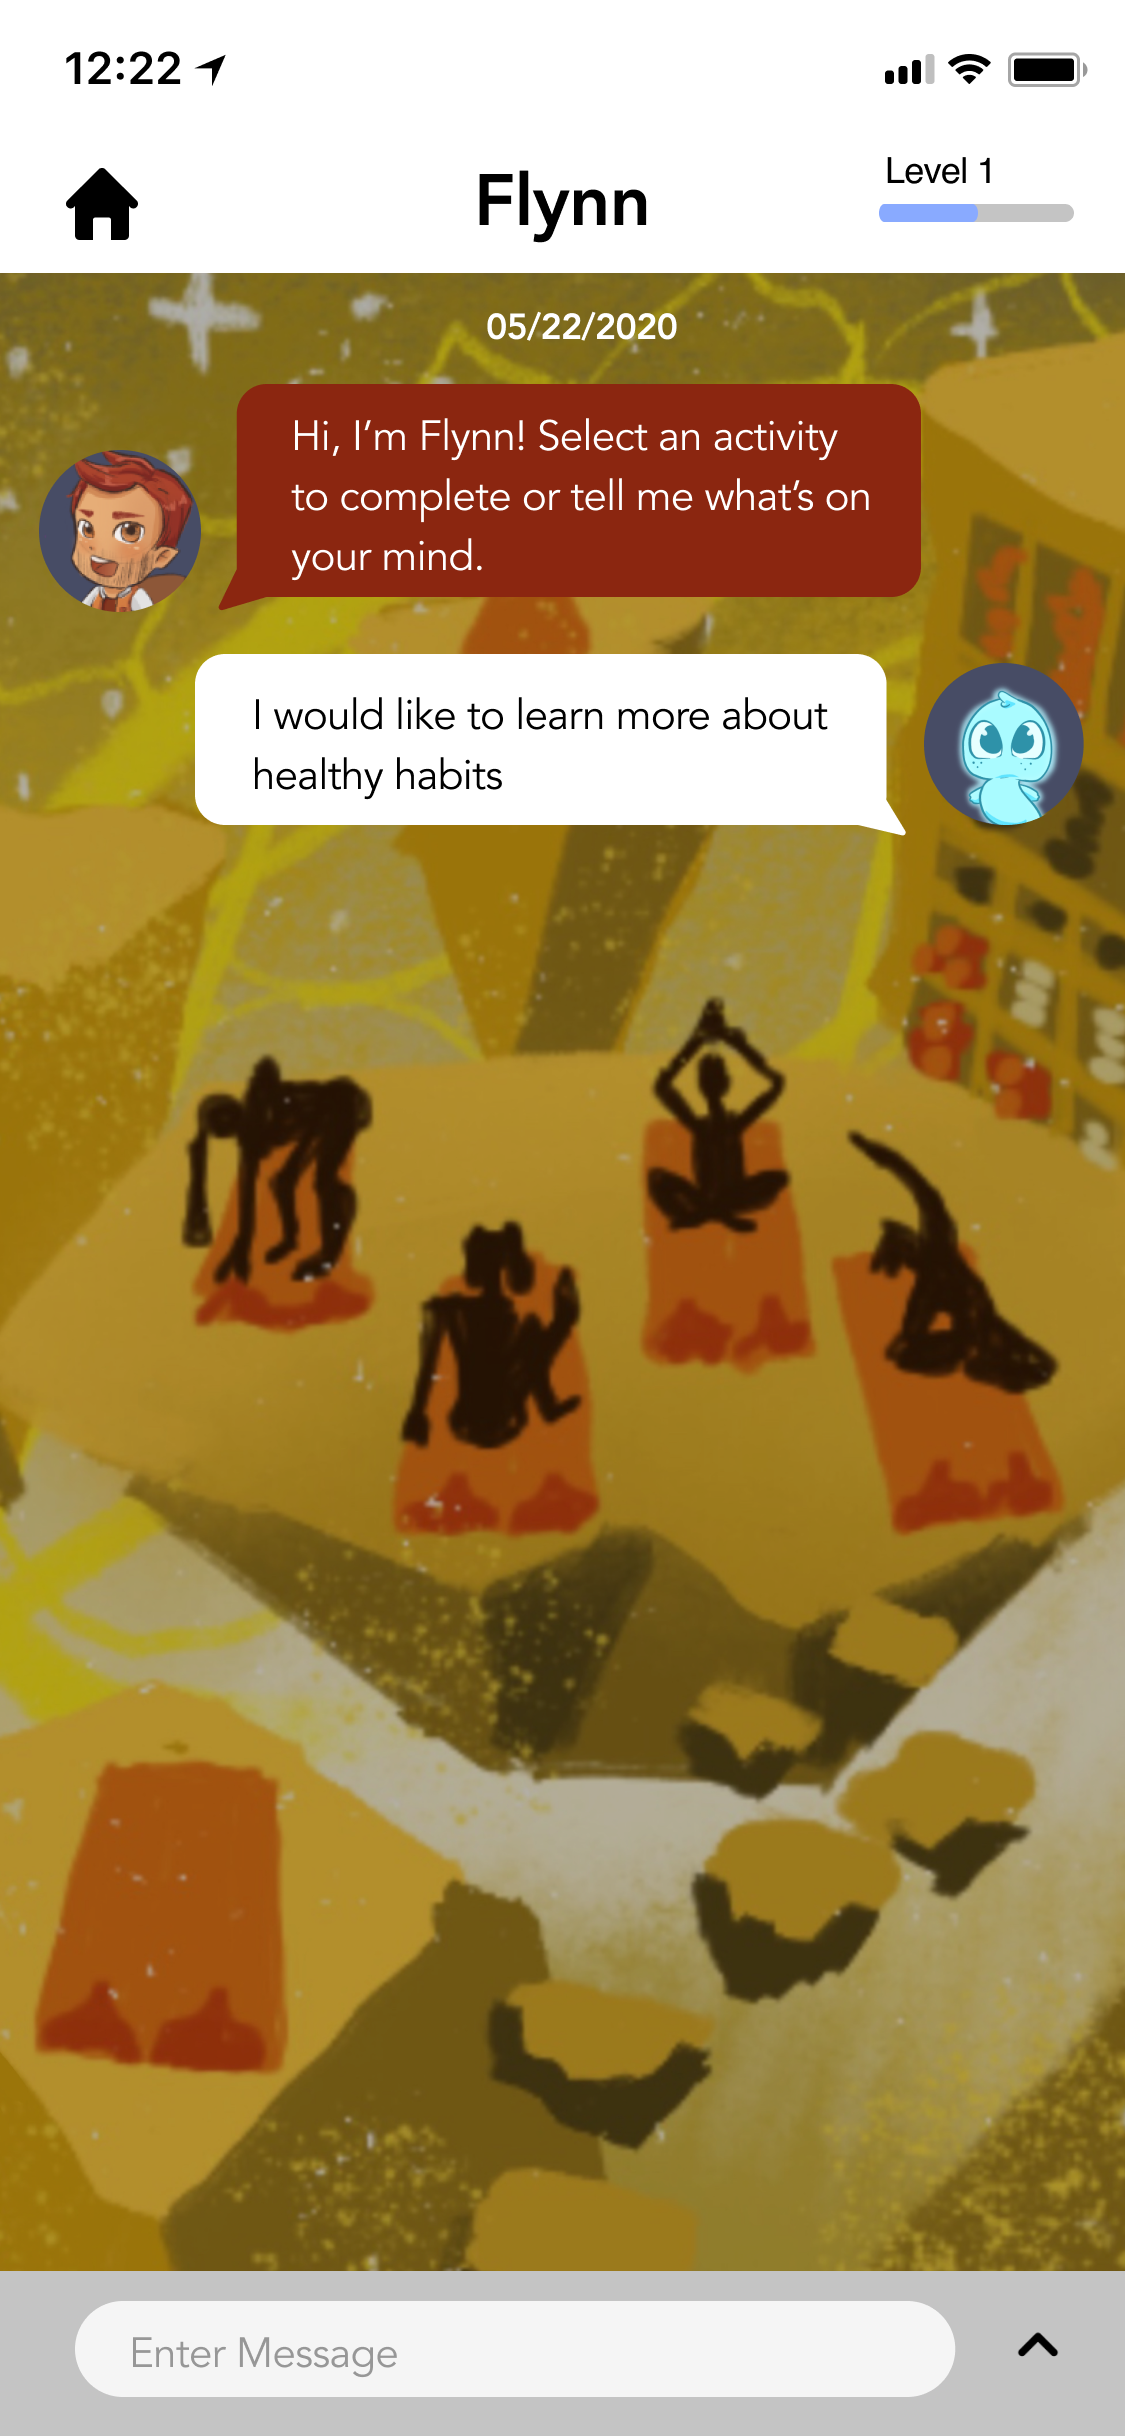 12:22
Flynn
Level 1
05/22/2020
Hi, I’m Flynn! Select an activity
to complete or tell me what’s on
your mind.
I would like to learn more about
healthy habits
Enter Message